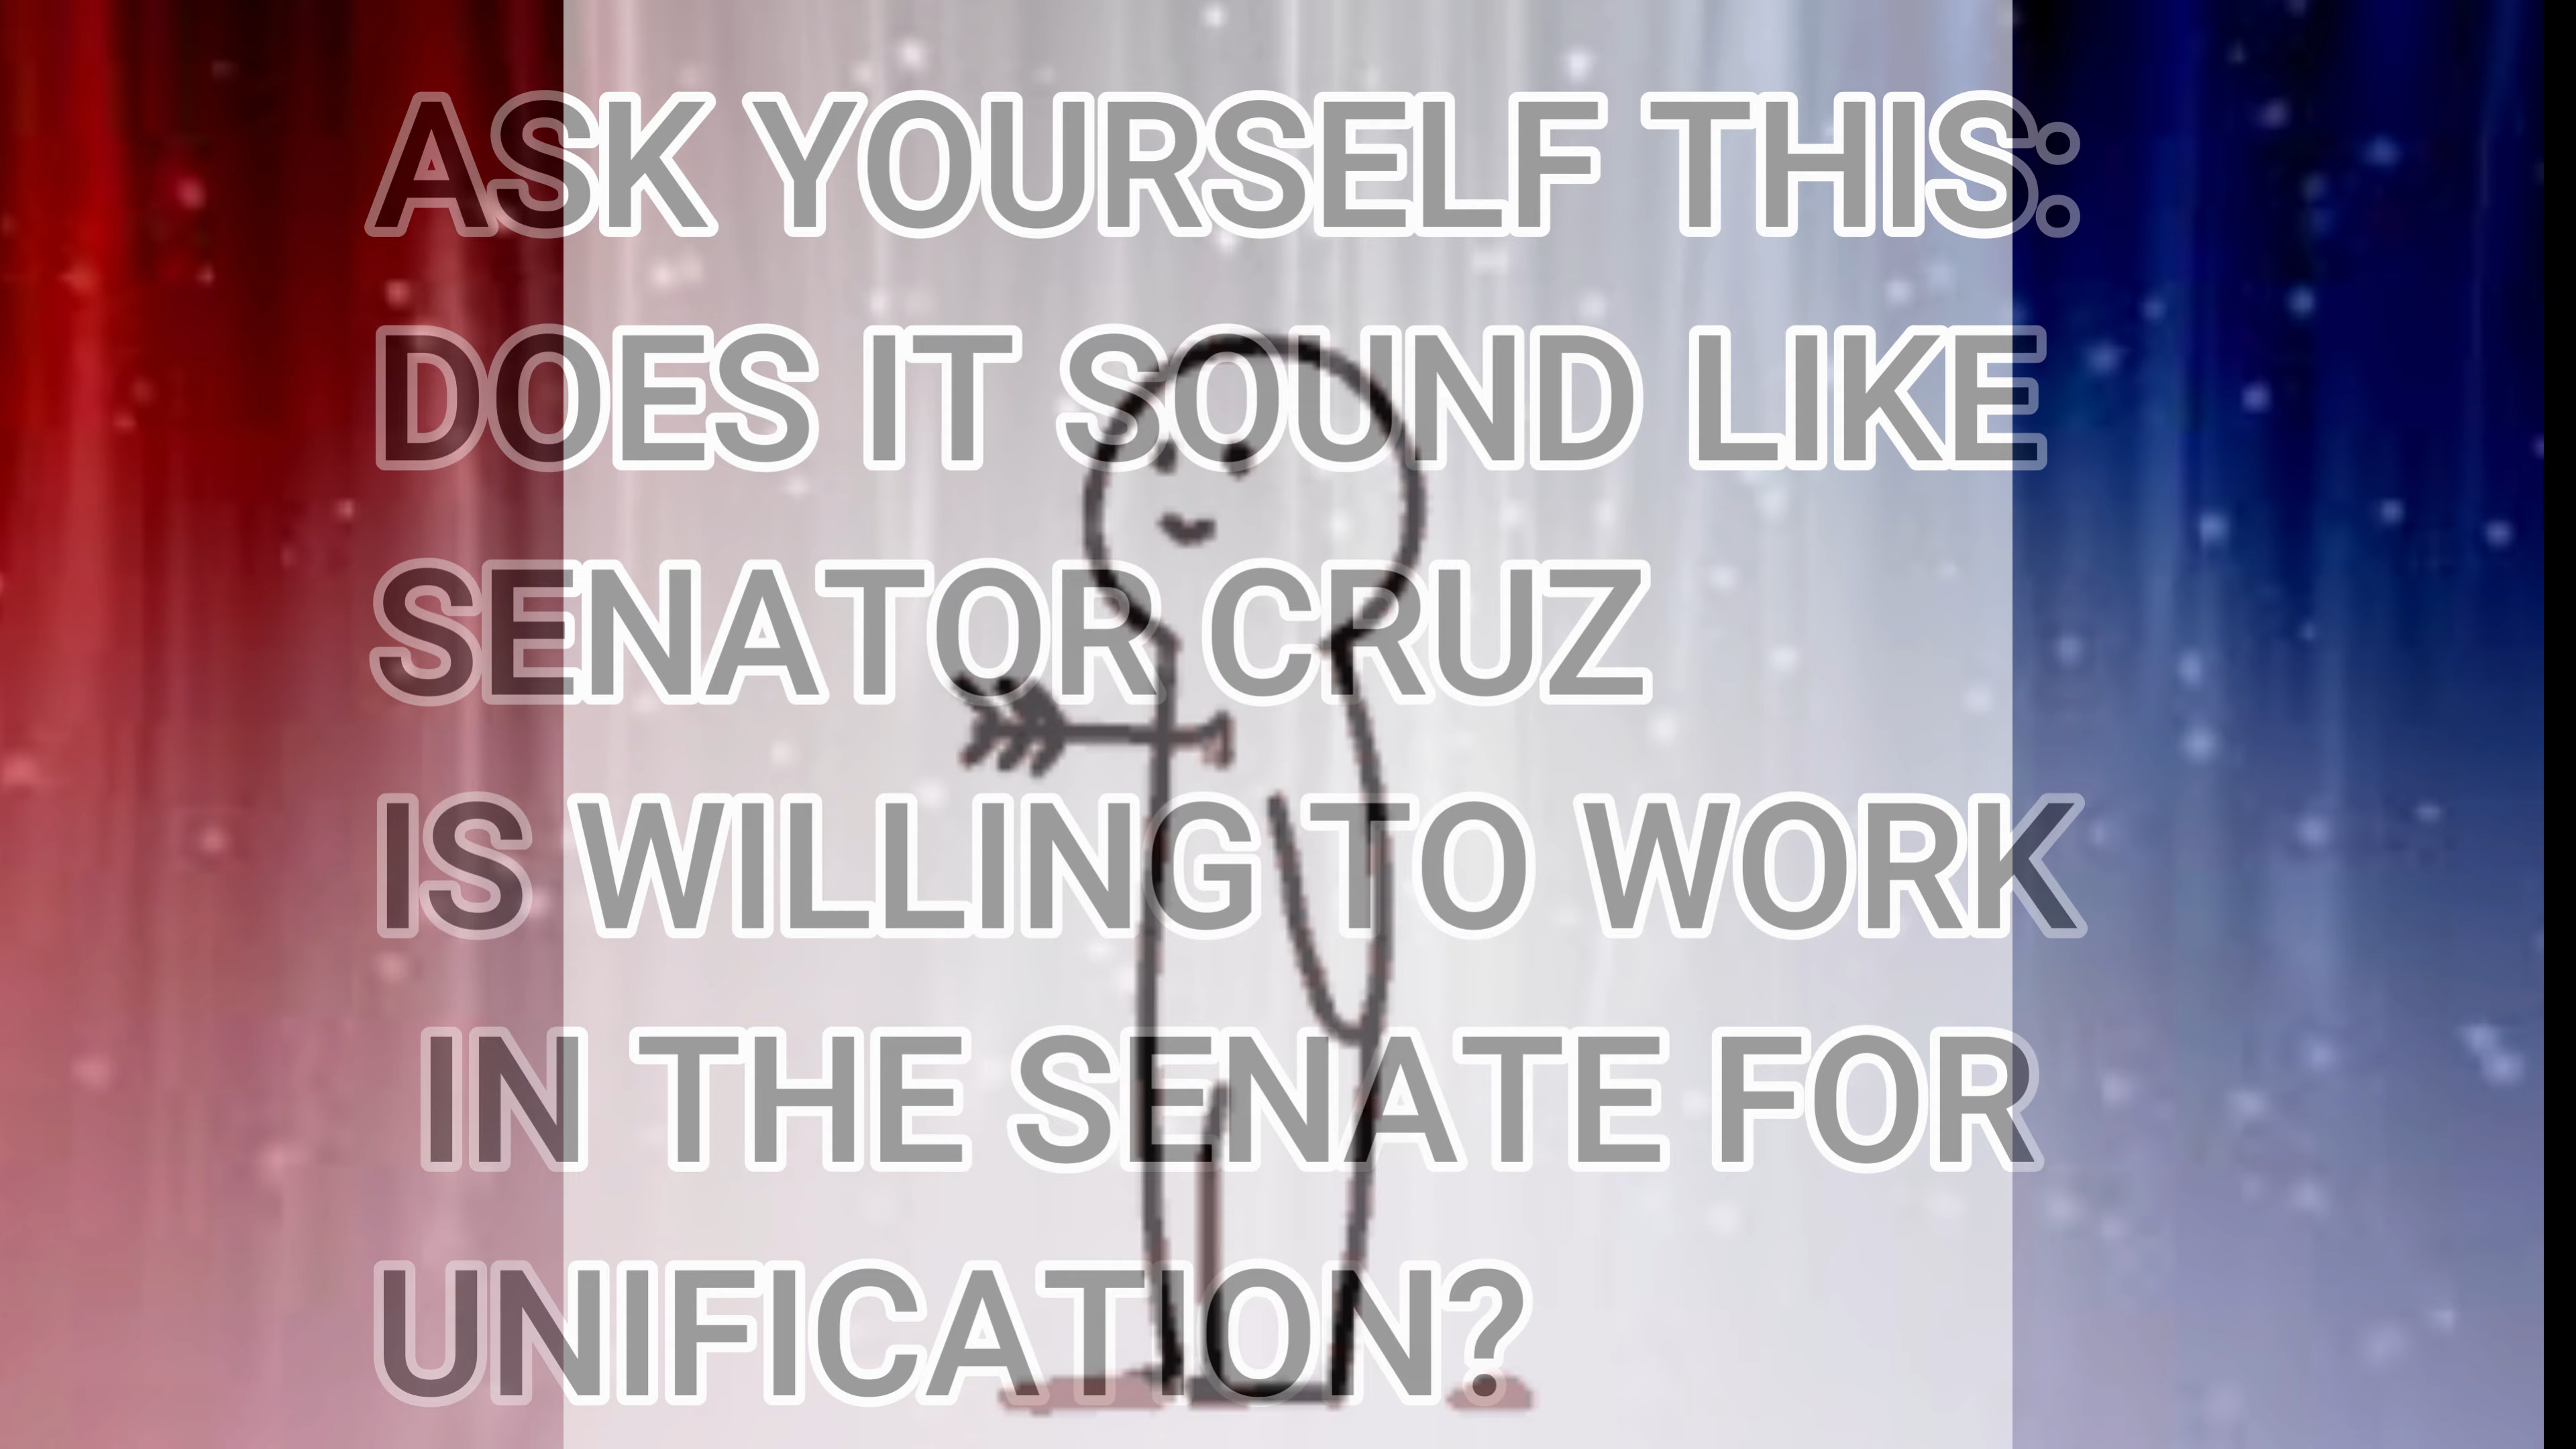 ASK YOURSELF THIS:
DOES IT SOUND LIKE
SENATOR CRUZ
IS WILLING TO WORK
IN THE SENATE FOR
UNIFICATION?